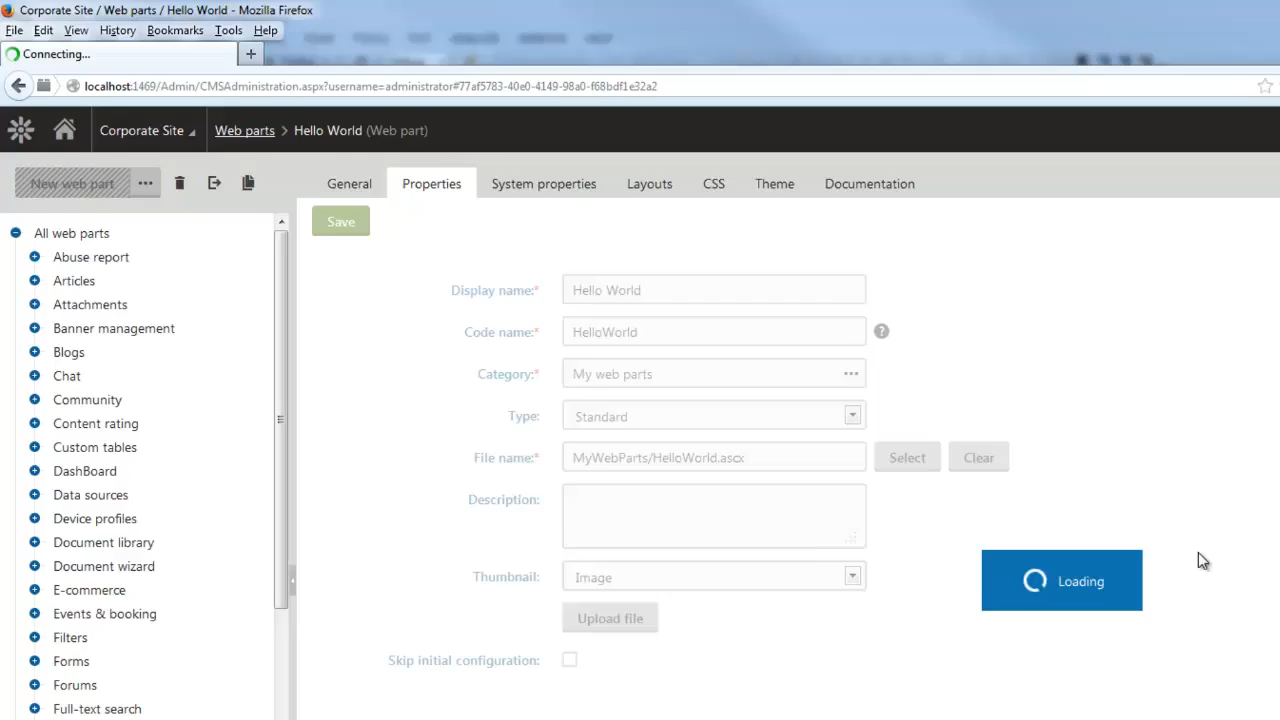 Corporate Site / Web parts / Hello World - Mozilla Firefox
File Edit View History Bookmarks Tools Help
Connecting... +
localhost:1469/Admin/CMSAdministration.aspx?username=administrator#77af5783-40e0-4149-98a0-f68bdf1e32a2
Corporate Site Web parts > Hello World (Web part)
New web part ...
General Properties System properties Layouts CSS Theme Documentation
Save
All web parts
Abuse report
Articles
Attachments
Banner management
Blogs
Chat
Community
Content rating
Custom tables
DashBoard
Data sources
Device profiles
Document library
Document wizard
E-commerce
Events & booking
Filters
Forms
Forums
Full-text search
Display name:* Hello World
Code name:* HelloWorld ?
Category:* My web parts ...
Type: Standard
File name:* MyWebParts/HelloWorld.ascx Select Clear
Description:
Thumbnail: Image
Upload file
Skip initial configuration:
Loading